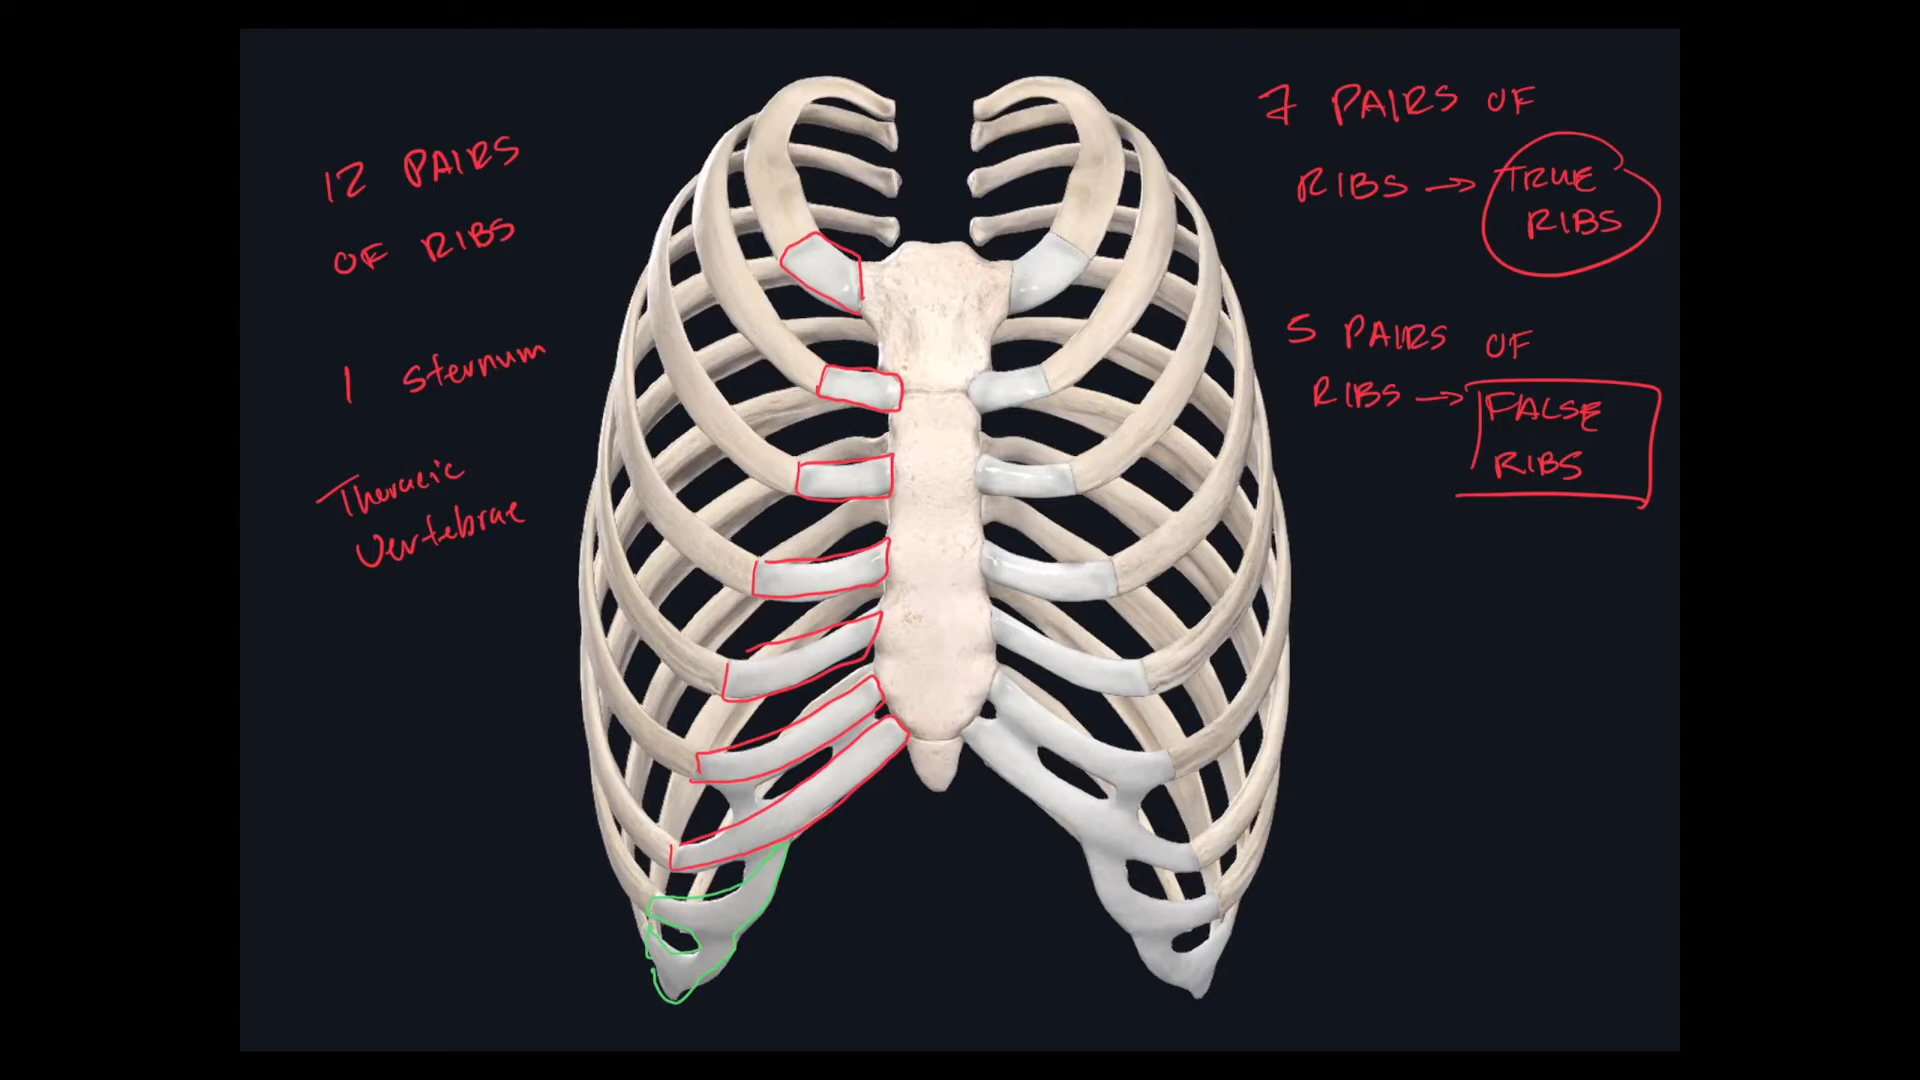 12 PAIRS
OF RIBS
1 sternum
Thoracic
vertebrae
7 PAIRS OF
RIBS → TRUE
RIBS
5 PAIRS OF
RIBS → FALSE
RIBS